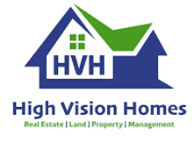 HVH
High Vision Homes
Real Estate | Land | Property | Management